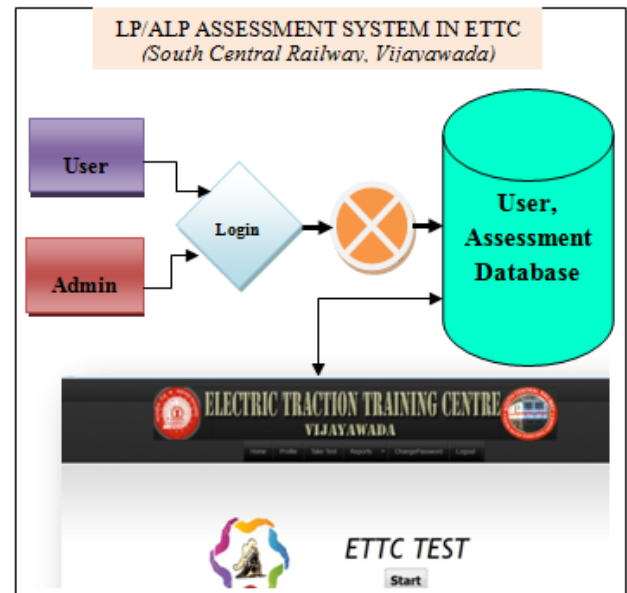 LP/ALP ASSESSMENT SYSTEM IN ETTC
(South Central Railway, Vijayawada)
User
Login
Admin
User,
Assessment
Database
ELECTRIC TRACTION TRAINING CENTRE
VIJAYAWADA
Home Profile Take Test Reports ChangePassword Logout
ETTC TEST
Start